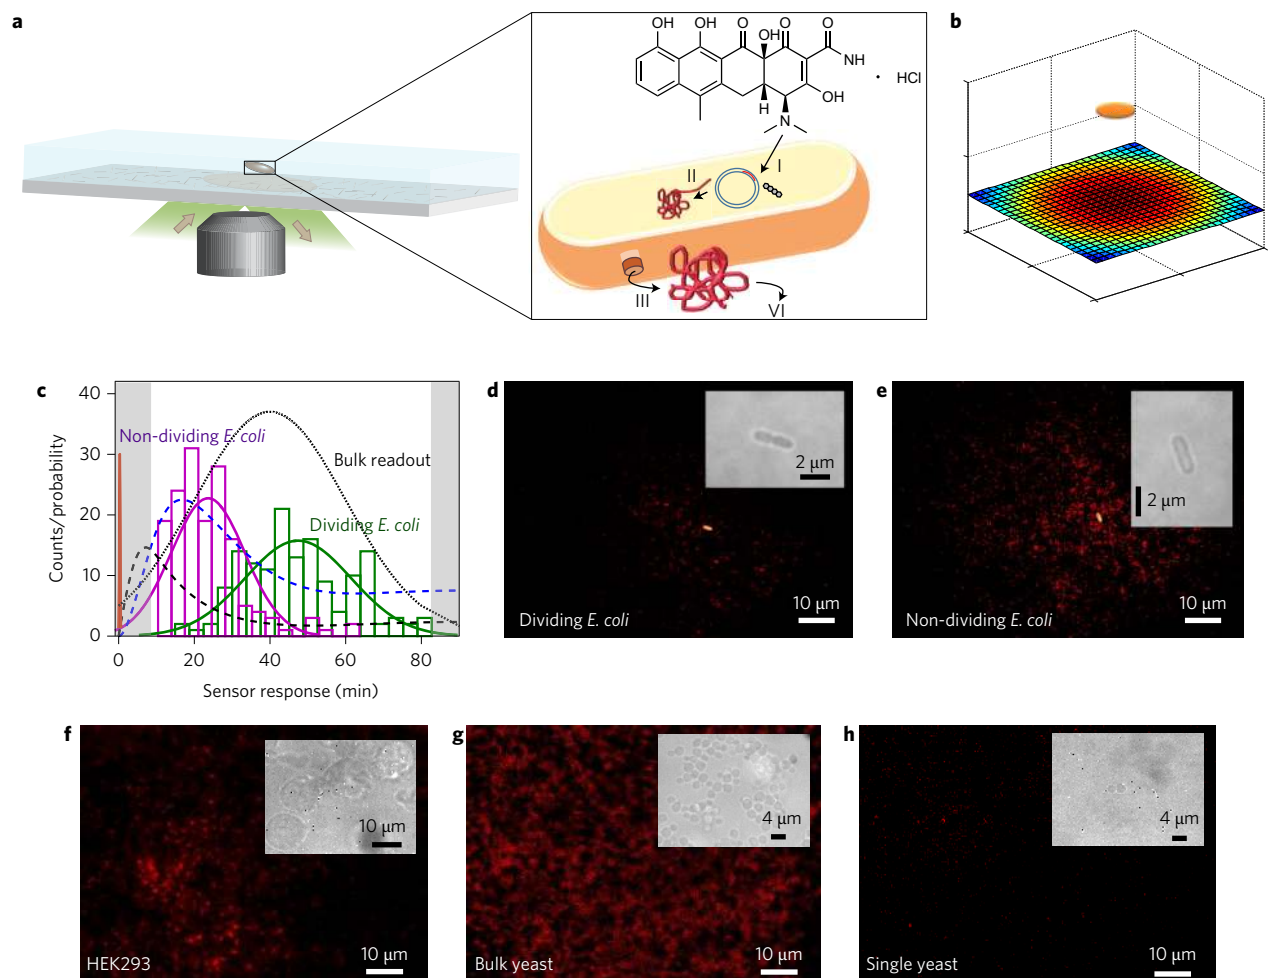 a
OH OH O O O
OH
NH
· HCl
OH
H
N
I
II
III
VI
b
c
40
30
20
10
0
Counts/probability
Non-dividing E. coli
Bulk readout
Dividing E. coli
0 20 40 60 80
Sensor response (min)
d
2 μm
10 μm
Dividing E. coli
e
2 μm
10 μm
Non-dividing E. coli
f
10 μm
10 μm
HEK293
g
4 μm
10 μm
Bulk yeast
h
4 μm
10 μm
Single yeast